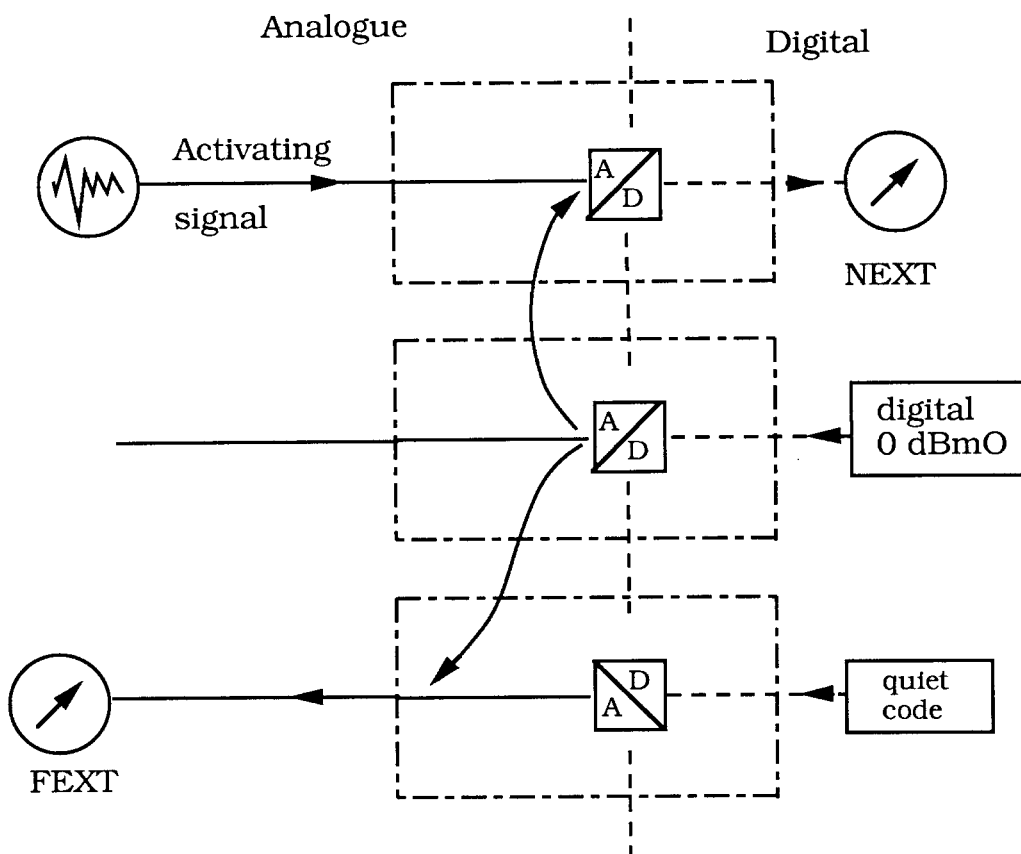 Analogue
Digital
Activating
signal
A
D
NEXT
A
D
digital
0 dBmO
D
A
quiet
code
FEXT